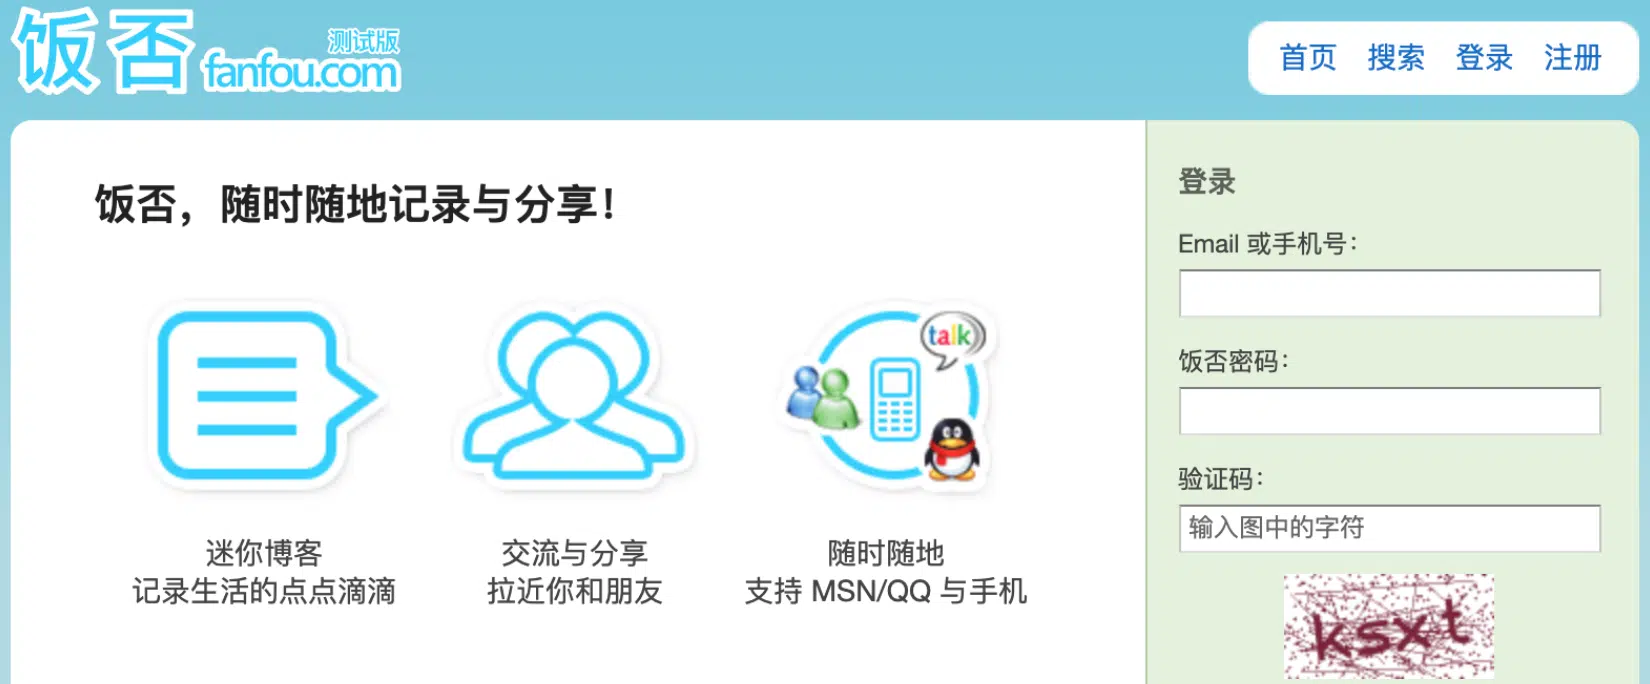 饭否 测试版
fanfou.com
首页 搜索 登录 注册
饭否，随时随地记录与分享！
talk
迷你博客
记录生活的点点滴滴
交流与分享
拉近你和朋友
随时随地
支持 MSN/QQ 与手机
登录
Email 或手机号：
饭否密码：
验证码：
输入图中的字符
ksxt